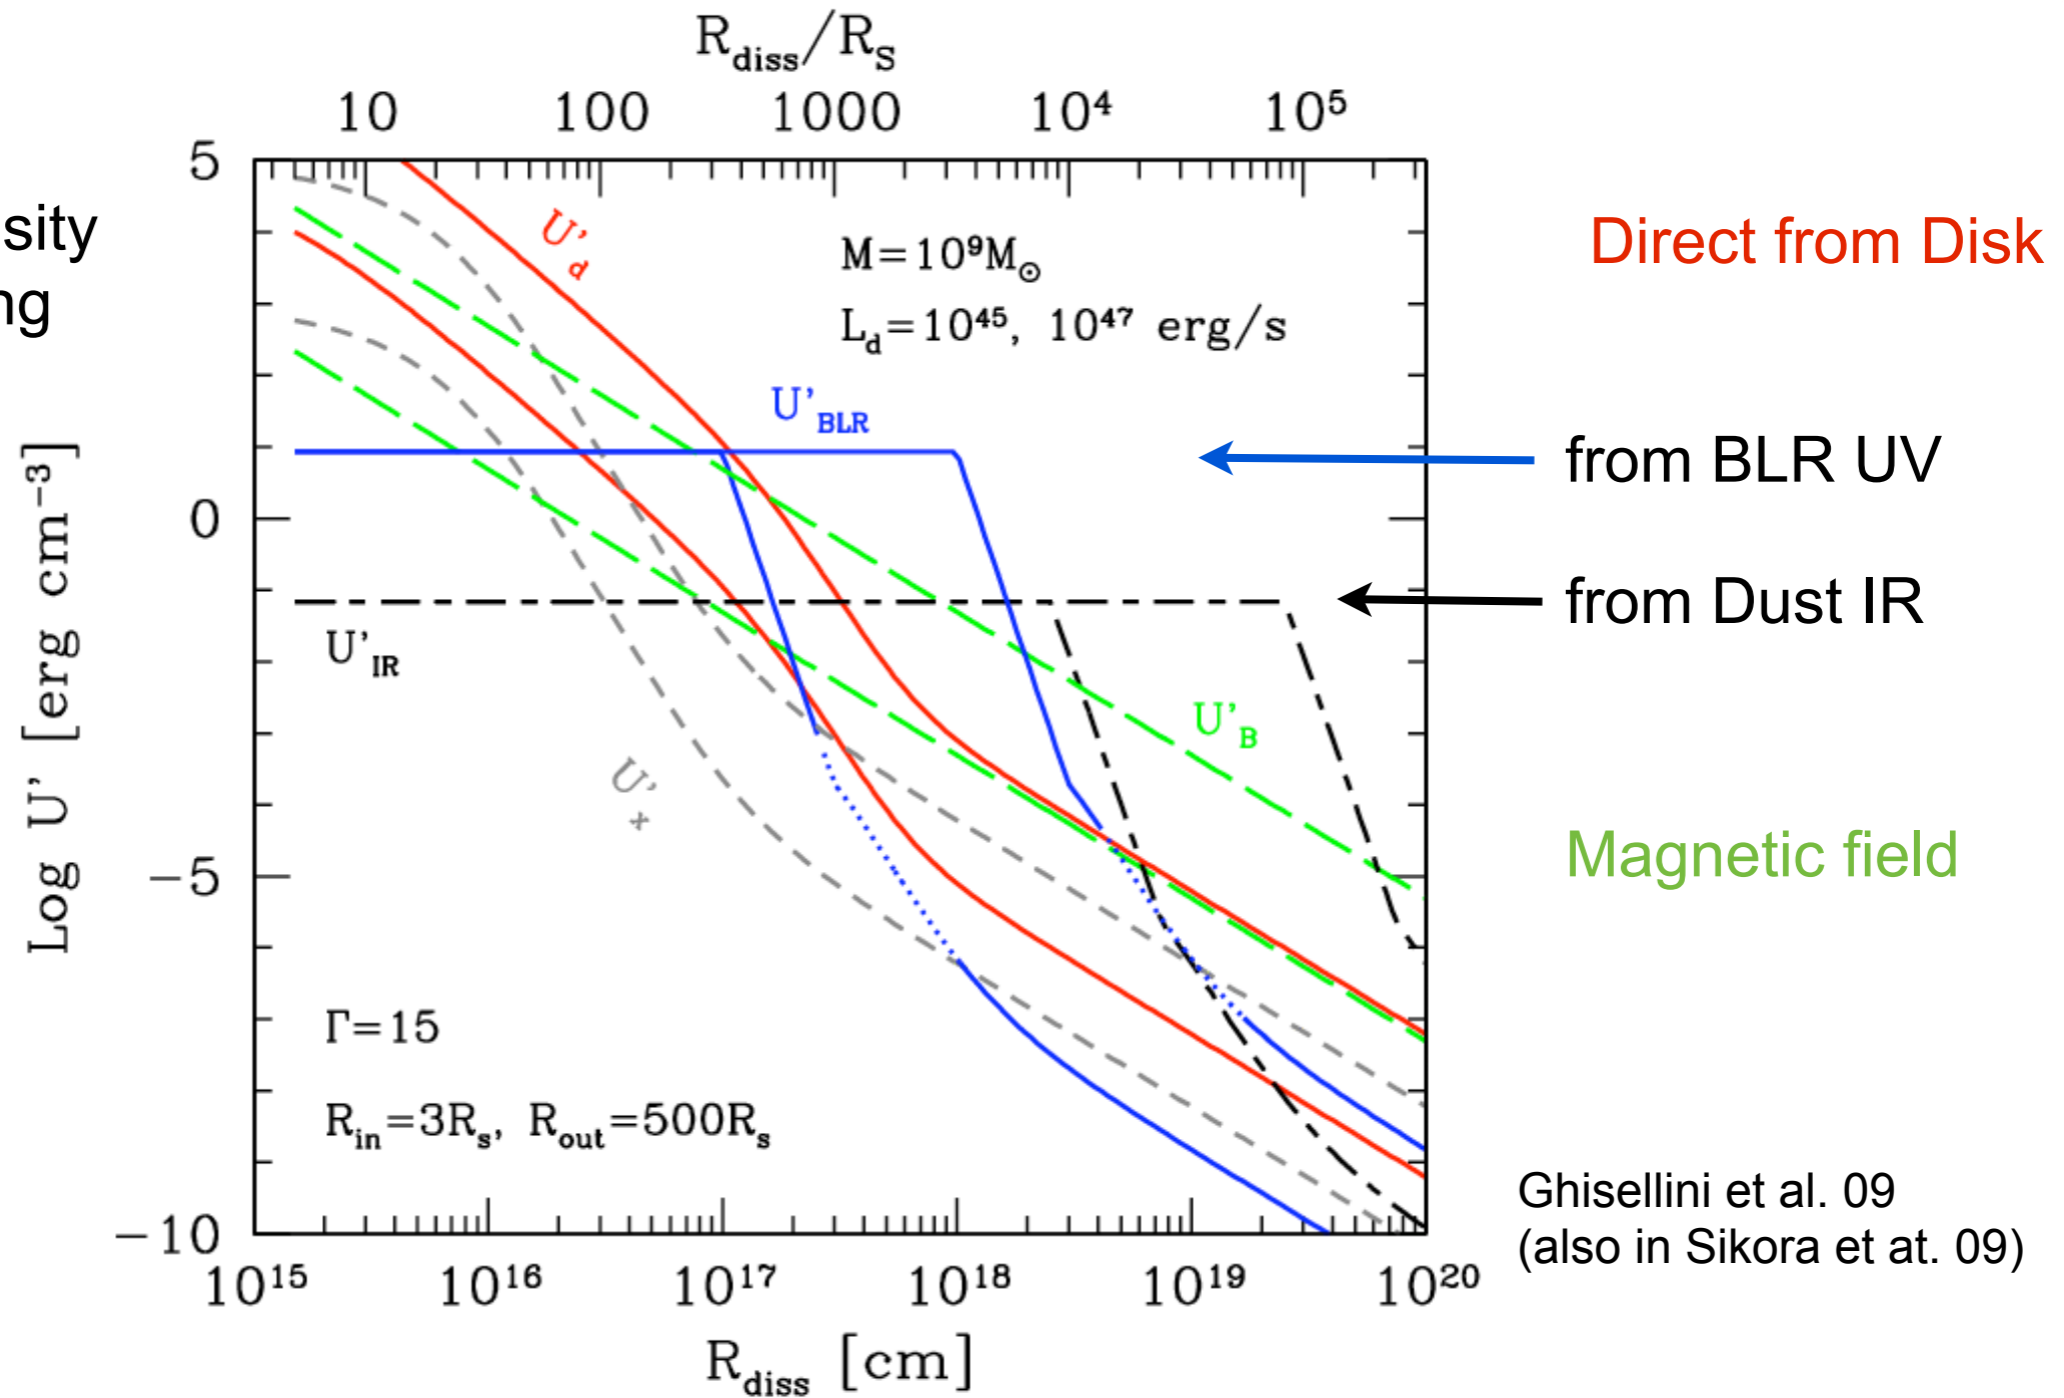 R_diss/R_S
10 100 1000 10⁴ 10⁵
sity
ng
5
0
−5
−10
Log U' [erg cm⁻³]
U'_d
M=10⁹M_⊙
L_d=10⁴⁵, 10⁴⁷ erg/s
U'_BLR
U'_IR
U'_B
U'_x
Γ=15
R_in=3R_s, R_out=500R_s
10¹⁵ 10¹⁶ 10¹⁷ 10¹⁸ 10¹⁹ 10²⁰
R_diss [cm]
Direct from Disk
from BLR UV
from Dust IR
Magnetic field
Ghisellini et al. 09
(also in Sikora et at. 09)